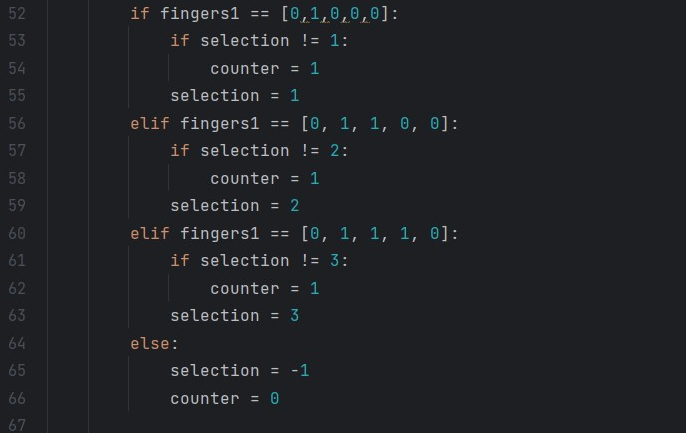 52 if fingers1 == [0,1,0,0,0]:
53 if selection != 1:
54 counter = 1
55 selection = 1
56 elif fingers1 == [0, 1, 1, 0, 0]:
57 if selection != 2:
58 counter = 1
59 selection = 2
60 elif fingers1 == [0, 1, 1, 1, 0]:
61 if selection != 3:
62 counter = 1
63 selection = 3
64 else:
65 selection = -1
66 counter = 0
67